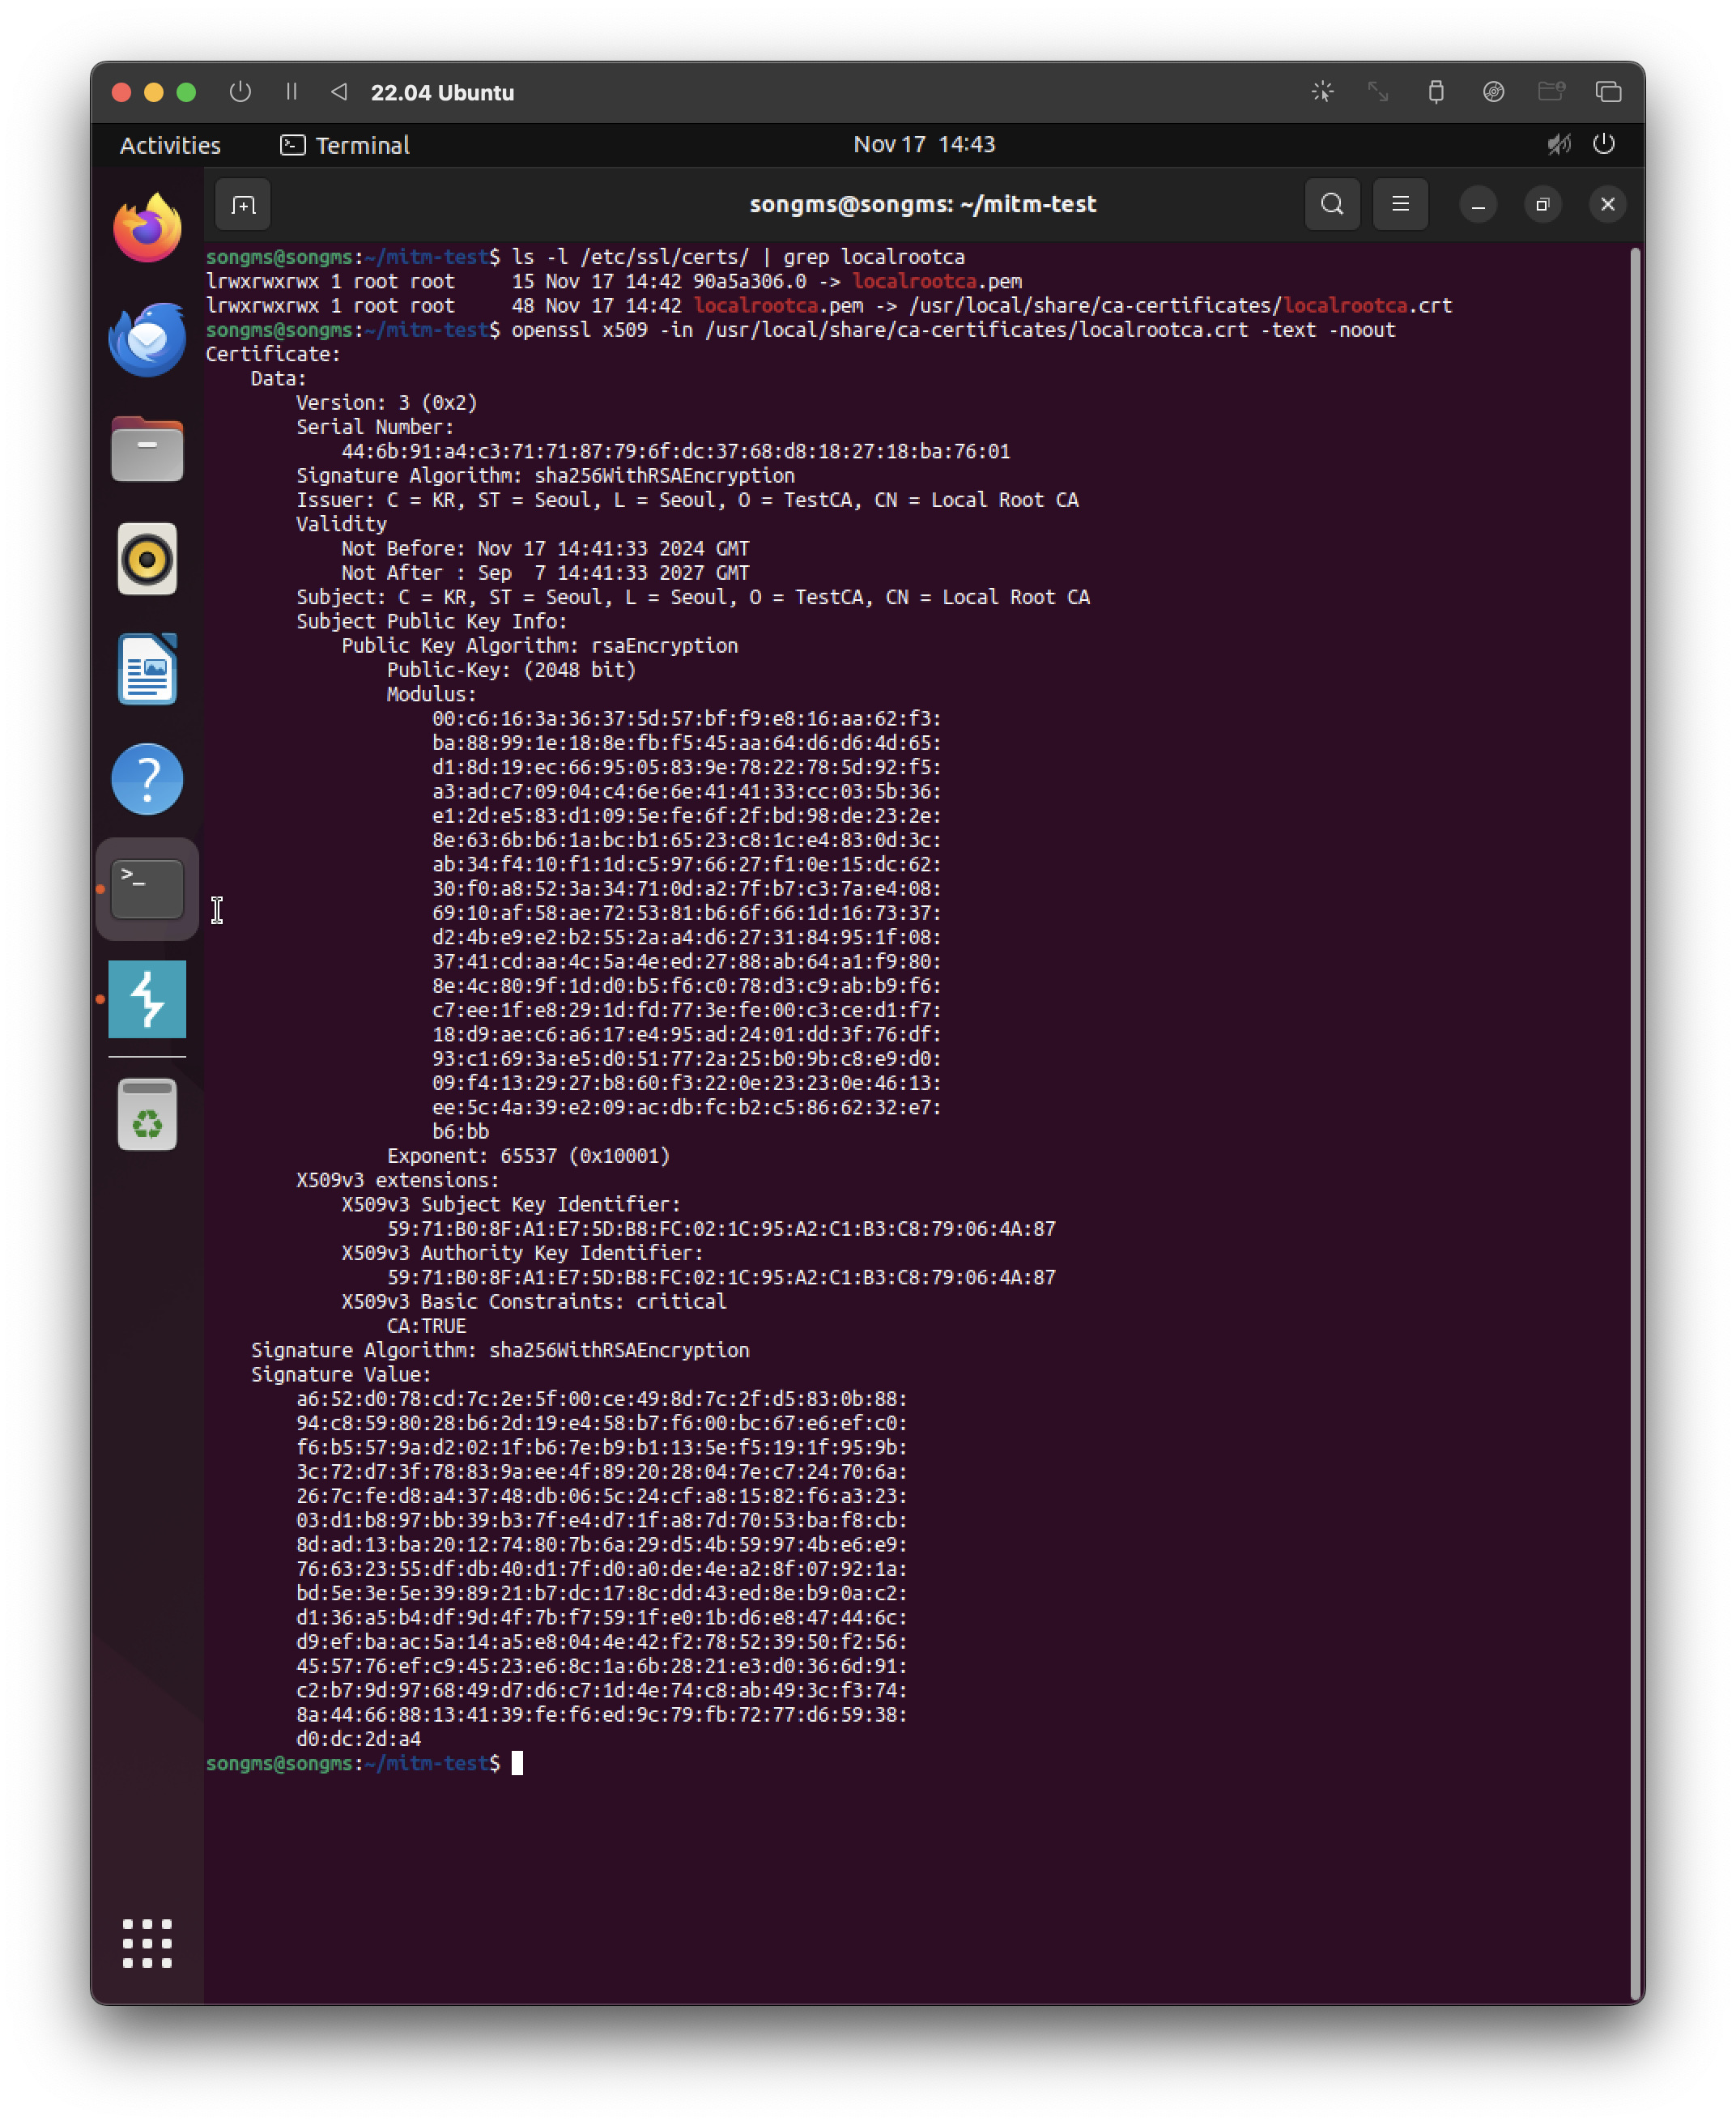 22.04 Ubuntu
Activities Terminal Nov 17 14:43
songms@songms: ~/mitm-test
songms@songms:~/mitm-test$ ls -l /etc/ssl/certs/ | grep localrootca
lrwxrwxrwx 1 root root     15 Nov 17 14:42 90a5a306.0 -> localrootca.pem
lrwxrwxrwx 1 root root     48 Nov 17 14:42 localrootca.pem -> /usr/local/share/ca-certificates/localrootca.crt
songms@songms:~/mitm-test$ openssl x509 -in /usr/local/share/ca-certificates/localrootca.crt -text -noout
Certificate:
    Data:
        Version: 3 (0x2)
        Serial Number:
            44:6b:91:a4:c3:71:71:87:79:6f:dc:37:68:d8:18:27:18:ba:76:01
        Signature Algorithm: sha256WithRSAEncryption
        Issuer: C = KR, ST = Seoul, L = Seoul, O = TestCA, CN = Local Root CA
        Validity
            Not Before: Nov 17 14:41:33 2024 GMT
            Not After : Sep  7 14:41:33 2027 GMT
        Subject: C = KR, ST = Seoul, L = Seoul, O = TestCA, CN = Local Root CA
        Subject Public Key Info:
            Public Key Algorithm: rsaEncryption
                Public-Key: (2048 bit)
                Modulus:
                    00:c6:16:3a:36:37:5d:57:bf:f9:e8:16:aa:62:f3:
                    ba:88:99:1e:18:8e:fb:f5:45:aa:64:d6:d6:4d:65:
                    d1:8d:19:ec:66:95:05:83:9e:78:22:78:5d:92:f5:
                    a3:ad:c7:09:04:c4:6e:6e:41:41:33:cc:03:5b:36:
                    e1:2d:e5:83:d1:09:5e:fe:6f:2f:bd:98:de:23:2e:
                    8e:63:6b:b6:1a:bc:b1:65:23:c8:1c:e4:83:0d:3c:
                    ab:34:f4:10:f1:1d:c5:97:66:27:f1:0e:15:dc:62:
                    30:f0:a8:52:3a:34:71:0d:a2:7f:b7:c3:7a:e4:08:
                    69:10:af:58:ae:72:53:81:b6:6f:66:1d:16:73:37:
                    d2:4b:e9:e2:b2:55:2a:a4:d6:27:31:84:95:1f:08:
                    37:41:cd:aa:4c:5a:4e:ed:27:88:ab:64:a1:f9:80:
                    8e:4c:80:9f:1d:d0:b5:f6:c0:78:d3:c9:ab:b9:f6:
                    c7:ee:1f:e8:29:1d:fd:77:3e:fe:00:c3:ce:d1:f7:
                    18:d9:ae:c6:a6:17:e4:95:ad:24:01:dd:3f:76:df:
                    93:c1:69:3a:e5:d0:51:77:2a:25:b0:9b:c8:e9:d0:
                    09:f4:13:29:27:b8:60:f3:22:0e:23:23:0e:46:13:
                    ee:5c:4a:39:e2:09:ac:db:fc:b2:c5:86:62:32:e7:
                    b6:bb
                Exponent: 65537 (0x10001)
        X509v3 extensions:
            X509v3 Subject Key Identifier:
                59:71:B0:8F:A1:E7:5D:B8:FC:02:1C:95:A2:C1:B3:C8:79:06:4A:87
            X509v3 Authority Key Identifier:
                59:71:B0:8F:A1:E7:5D:B8:FC:02:1C:95:A2:C1:B3:C8:79:06:4A:87
            X509v3 Basic Constraints: critical
                CA:TRUE
    Signature Algorithm: sha256WithRSAEncryption
    Signature Value:
        a6:52:d0:78:cd:7c:2e:5f:00:ce:49:8d:7c:2f:d5:83:0b:88:
        94:c8:59:80:28:b6:2d:19:e4:58:b7:f6:00:bc:67:e6:ef:c0:
        f6:b5:57:9a:d2:02:1f:b6:7e:b9:b1:13:5e:f5:19:1f:95:9b:
        3c:72:d7:3f:78:83:9a:ee:4f:89:20:28:04:7e:c7:24:70:6a:
        26:7c:fe:d8:a4:37:48:db:06:5c:24:cf:a8:15:82:f6:a3:23:
        03:d1:b8:97:bb:39:b3:7f:e4:d7:1f:a8:7d:70:53:ba:f8:cb:
        8d:ad:13:ba:20:12:74:80:7b:6a:29:d5:4b:59:97:4b:e6:e9:
        76:63:23:55:df:db:40:d1:7f:d0:a0:de:4e:a2:8f:07:92:1a:
        bd:5e:3e:5e:39:89:21:b7:dc:17:8c:dd:43:ed:8e:b9:0a:c2:
        d1:36:a5:b4:df:9d:4f:7b:f7:59:1f:e0:1b:d6:e8:47:44:6c:
        d9:ef:ba:ac:5a:14:a5:e8:04:4e:42:f2:78:52:39:50:f2:56:
        45:57:76:ef:c9:45:23:e6:8c:1a:6b:28:21:e3:d0:36:6d:91:
        c2:b7:9d:97:68:49:d7:d6:c7:1d:4e:74:c8:ab:49:3c:f3:74:
        8a:44:66:88:13:41:39:fe:f6:ed:9c:79:fb:72:77:d6:59:38:
        d0:dc:2d:a4
songms@songms:~/mitm-test$